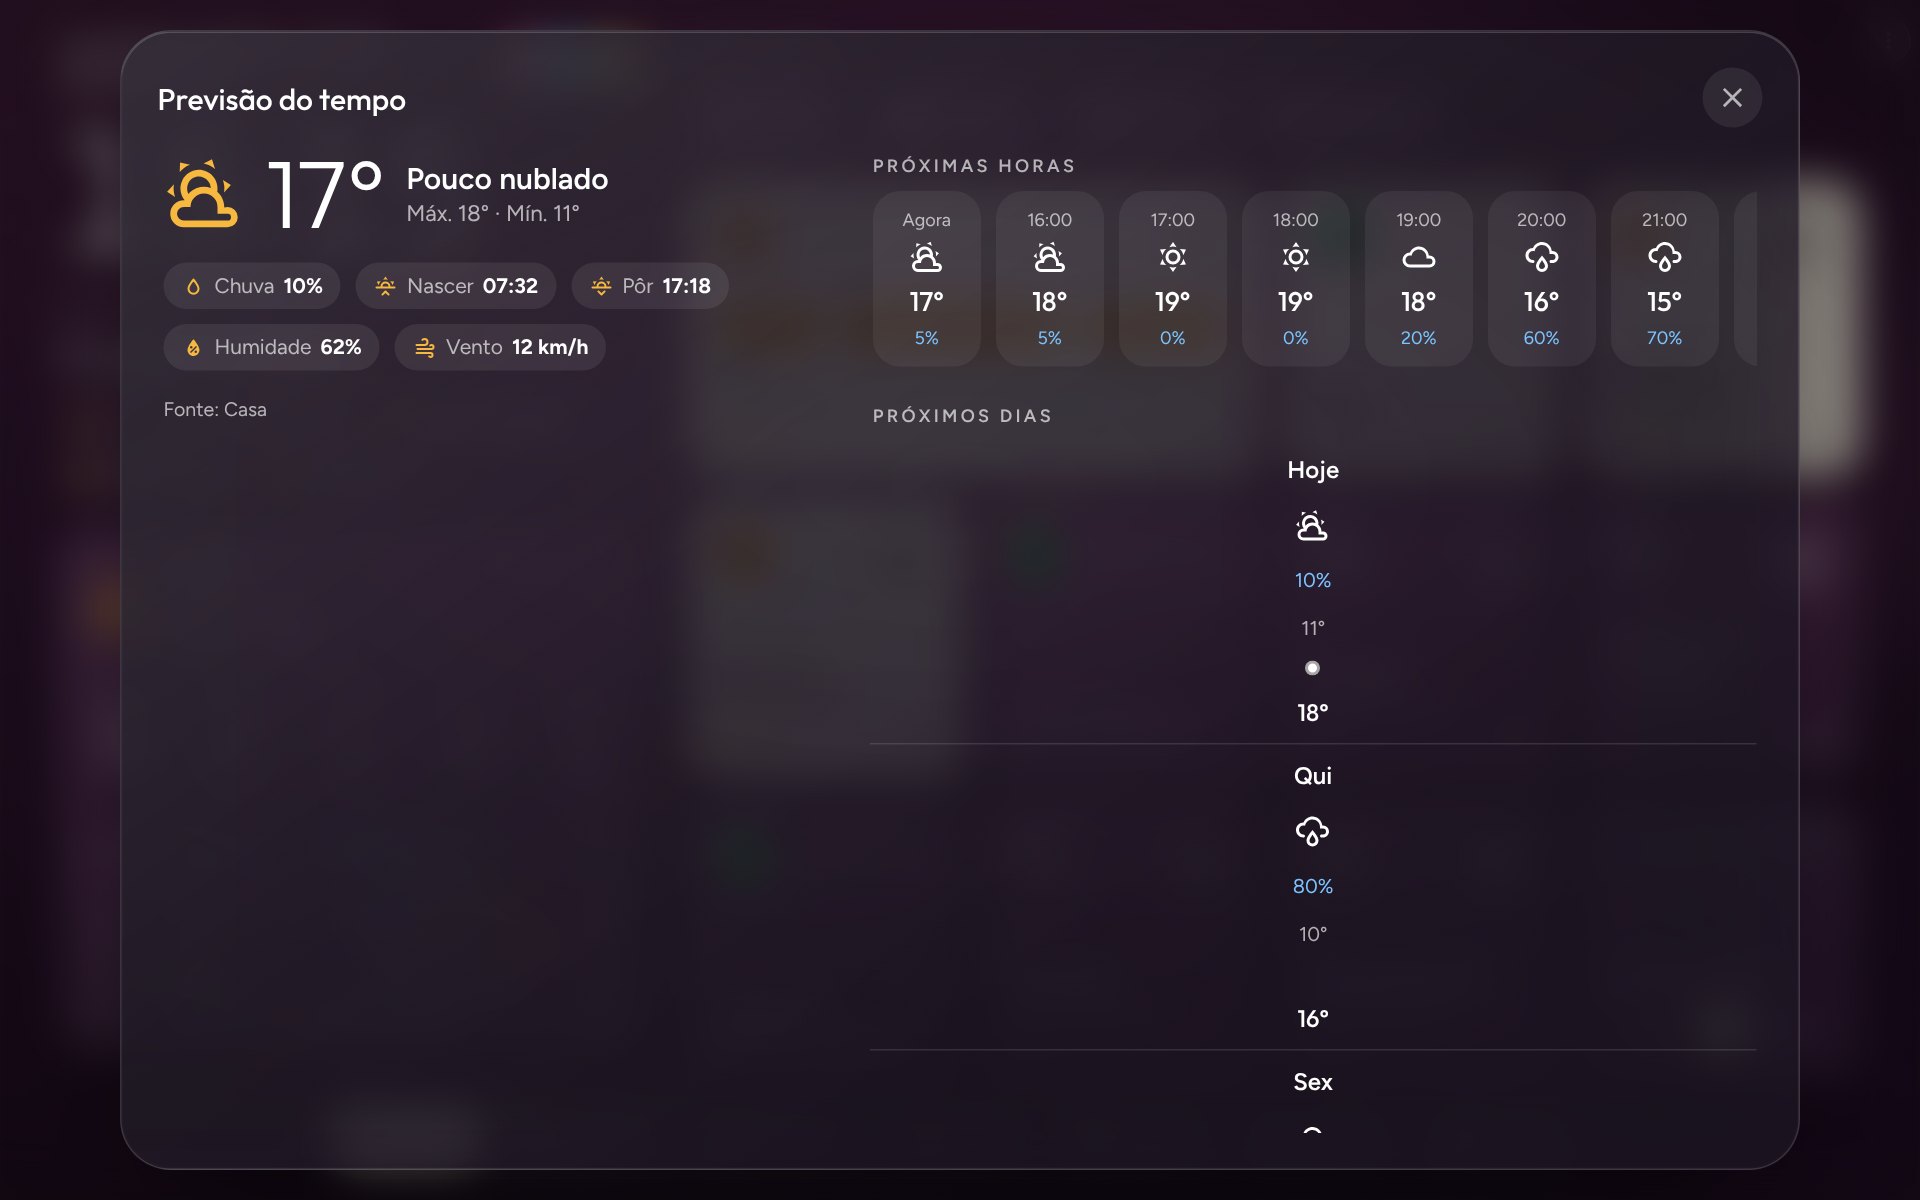 Previsão do tempo
17°
Pouco nublado
Máx. 18° · Mín. 11°
Chuva 10%
Nascer 07:32
Pôr 17:18
Humidade 62%
Vento 12 km/h
Fonte: Casa
PRÓXIMAS HORAS
Agora
17°
5%
16:00
18°
5%
17:00
19°
0%
18:00
19°
0%
19:00
18°
20%
20:00
16°
60%
21:00
15°
70%
PRÓXIMOS DIAS
Hoje
10%
11°
18°
Qui
80%
10°
16°
Sex